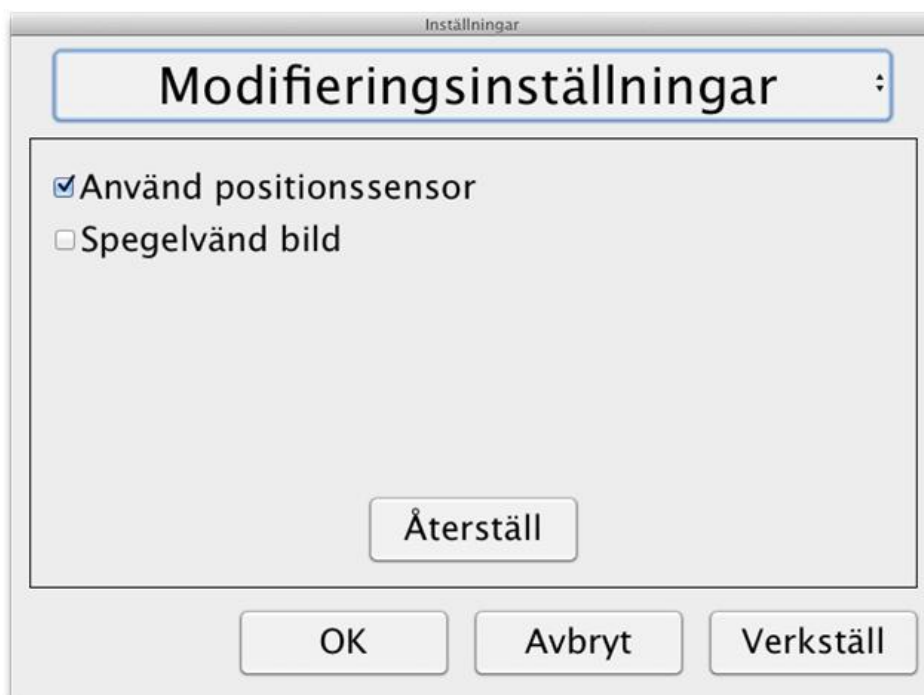 Inställningar
Modifieringsinställningar
Använd positionssensor
Spegelvänd bild
Återställ
OK Avbryt Verkställ